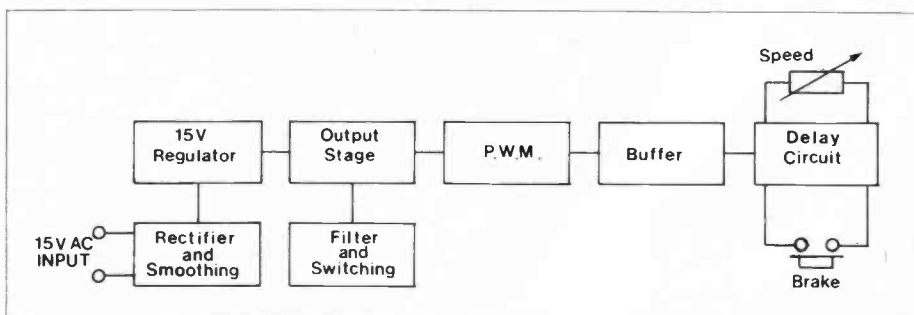 Speed
15V
Regulator
Output
Stage
P.W.M.
Buffer
Delay
Circuit
15V AC
INPUT
Rectifier
and
Smoothing
Filter
and
Switching
Brake